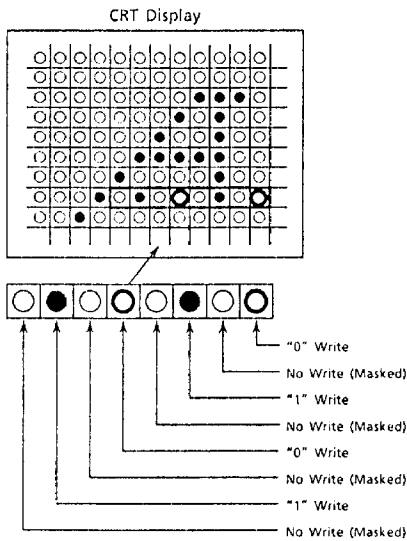 CRT Display
"0" Write
No Write (Masked)
"1" Write
No Write (Masked)
"0" Write
No Write (Masked)
"1" Write
No Write (Masked)